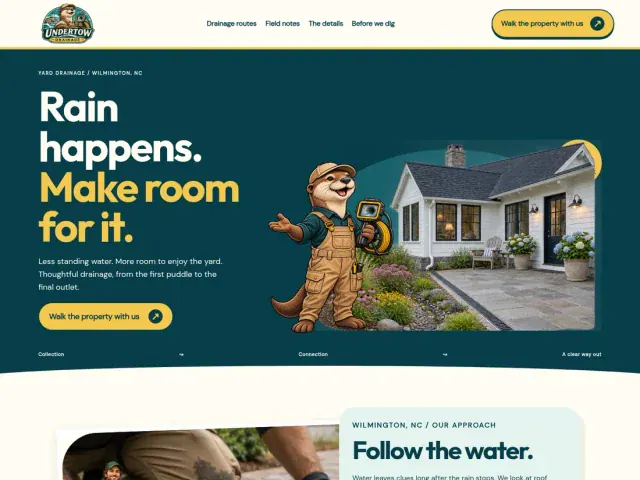 UNDERTOW
DRAINAGE
Drainage routes
Field notes
The details
Before we dig
Walk the property with us
YARD DRAINAGE / WILMINGTON, NC
Rain
happens.
Make room
for it.
Less standing water. More room to enjoy the yard.
Thoughtful drainage, from the first puddle to the
final outlet.
Walk the property with us
Collection
Connection
A clear way out
WILMINGTON, NC / OUR APPROACH
Follow the water.
Water leaves clues long after the rain stops. We look at roof